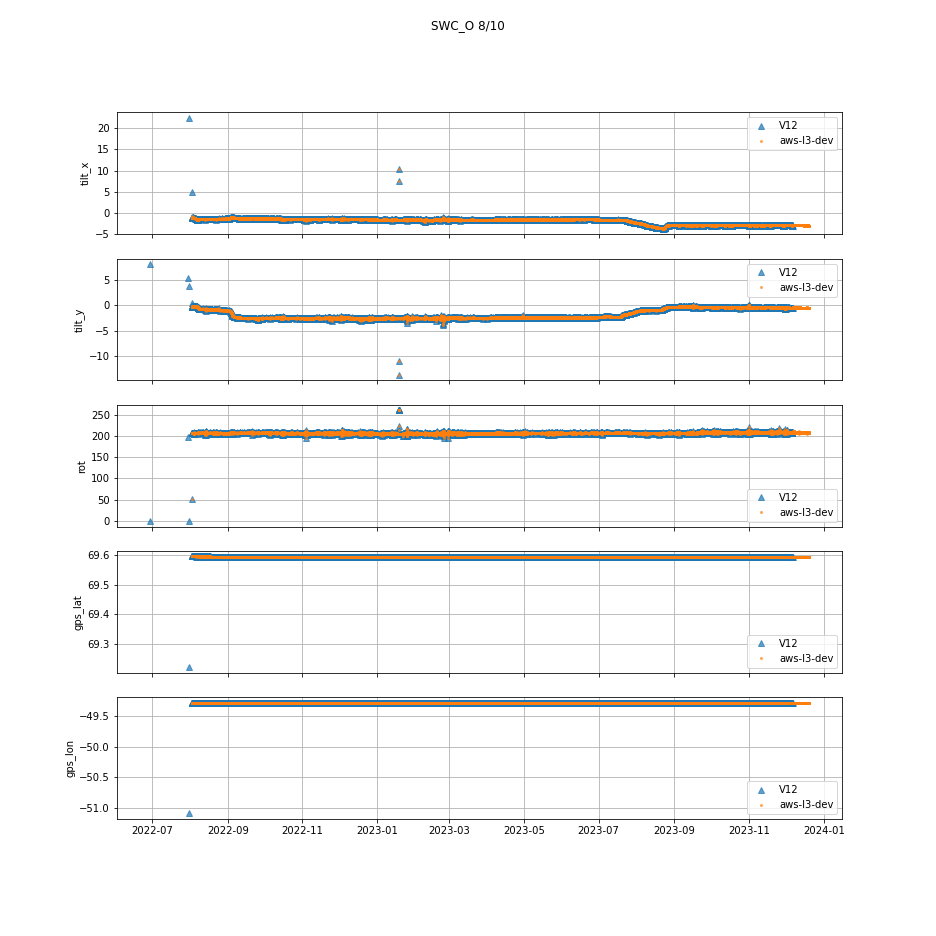 SWC_O 8/10
20
15
10
5
0
−5
tilt_x
V12
aws-l3-dev
5
0
−5
−10
tilt_y
V12
aws-l3-dev
250
200
150
100
50
0
rot
V12
aws-l3-dev
69.6
69.5
69.4
69.3
gps_lat
V12
aws-l3-dev
−49.5
−50.0
−50.5
−51.0
gps_lon
V12
aws-l3-dev
2022-07 2022-09 2022-11 2023-01 2023-03 2023-05 2023-07 2023-09 2023-11 2024-01